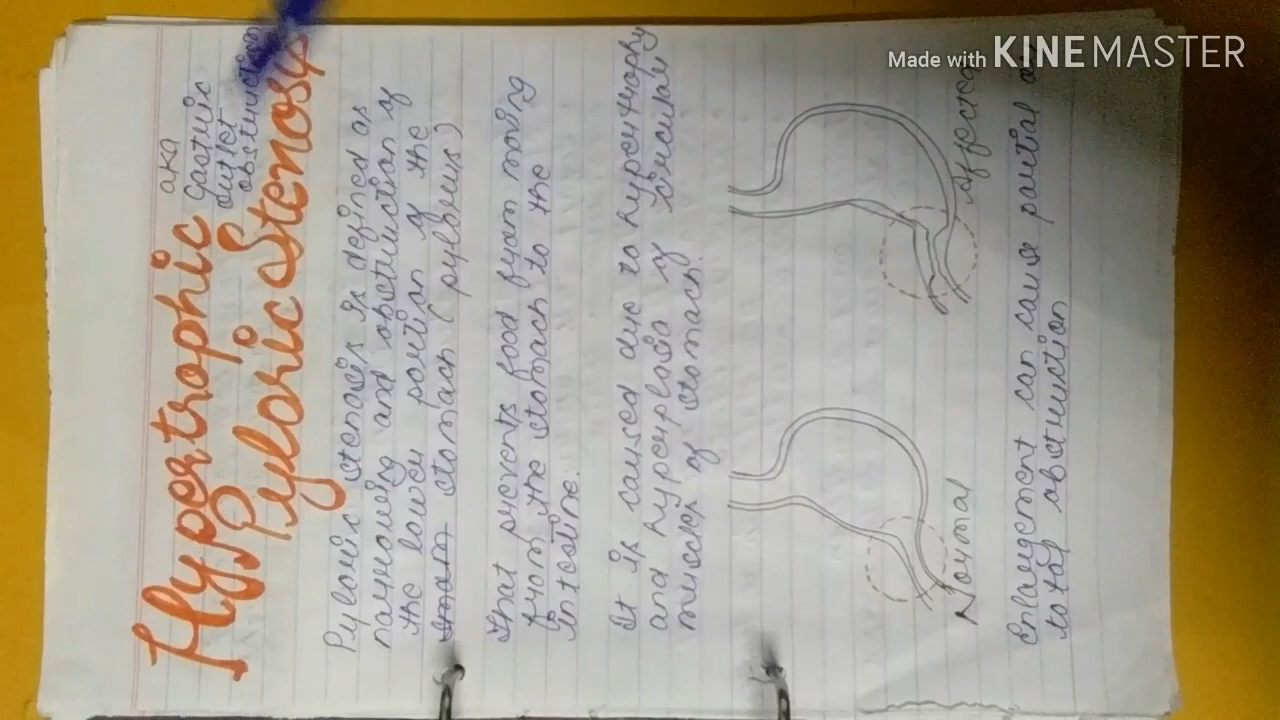 Hypertrophic
Pyloric Stenosis
aka
Gastric
outlet
obstruction
Pyloric stenosis is defined as
narrowing and obstruction of
the lower portion of the
stomach (pylorus)
that prevents food from moving
from the stomach to the
intestine.
It is caused due to hypertrophy
and hyperplasia of circular
muscles of stomach.
Normal
Affected
Enlargement can cause partial or
total obstruction
Made with KINEMASTER